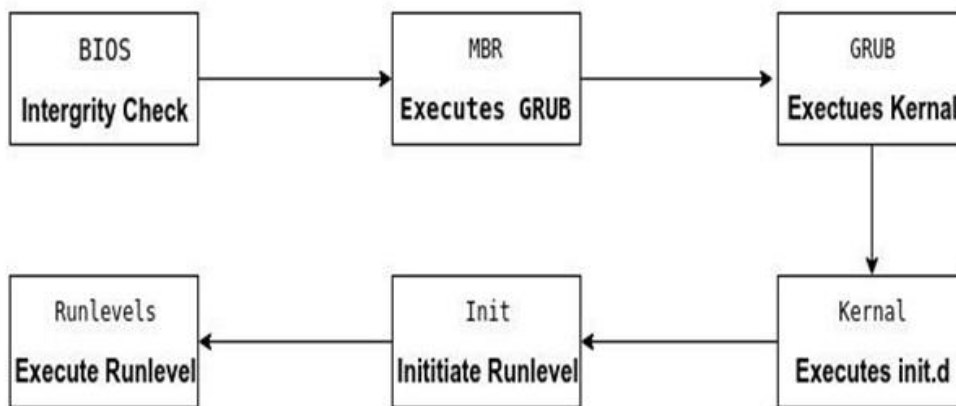 BIOS
Intergrity Check
MBR
Executes GRUB
GRUB
Exectues Kernal
Runlevels
Execute Runlevel
Init
Inititiate Runlevel
Kernal
Executes init.d